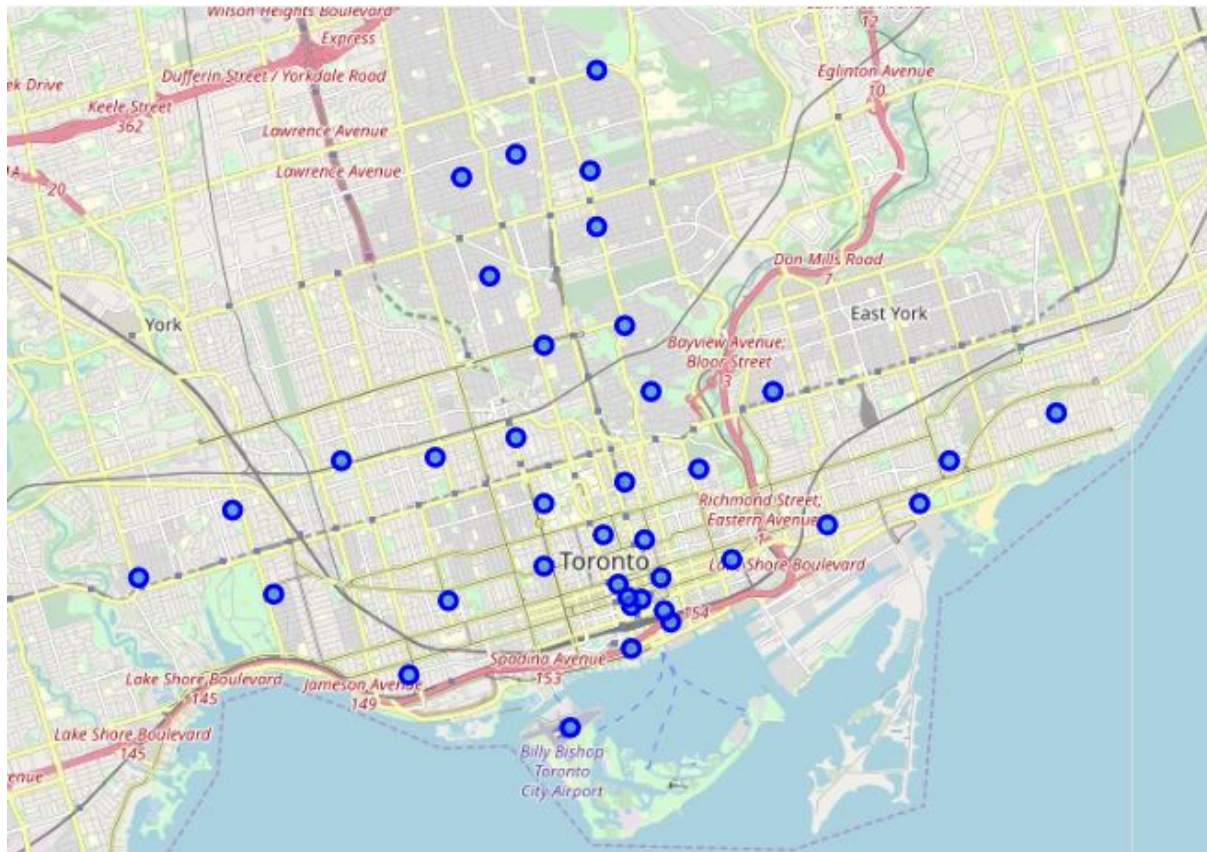 Wilson Heights Boulevard
Express
Dufferin Street / Yorkdale Road
Keele Street
362
Lawrence Avenue
Lawrence Avenue
20
12
Eglinton Avenue
10
Don Mills Road
7
York
East York
Bayview Avenue;
Bloor Street
3
Richmond Street;
Eastern Avenue
1
Toronto
Lake Shore Boulevard
154
Spadina Avenue
153
Jameson Avenue
149
Lake Shore Boulevard
145
Lake Shore Boulevard
145
Billy Bishop
Toronto
City Airport